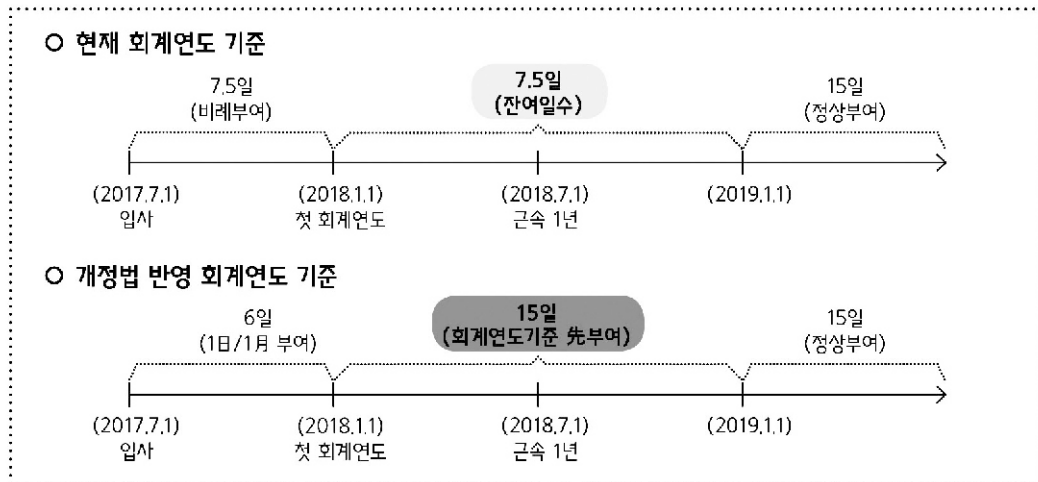 ○ 현재 회계연도 기준
7.5일 7.5일 15일
(비례부여) (잔여일수) (정상부여)
(2017.7.1) (2018.1.1) (2018.7.1) (2019.1.1)
입사 첫 회계연도 근속 1년
○ 개정법 반영 회계연도 기준
6일 15일 15일
(1日/1月 부여) (회계연도기준 先부여) (정상부여)
(2017.7.1) (2018.1.1) (2018.7.1) (2019.1.1)
입사 첫 회계연도 근속 1년